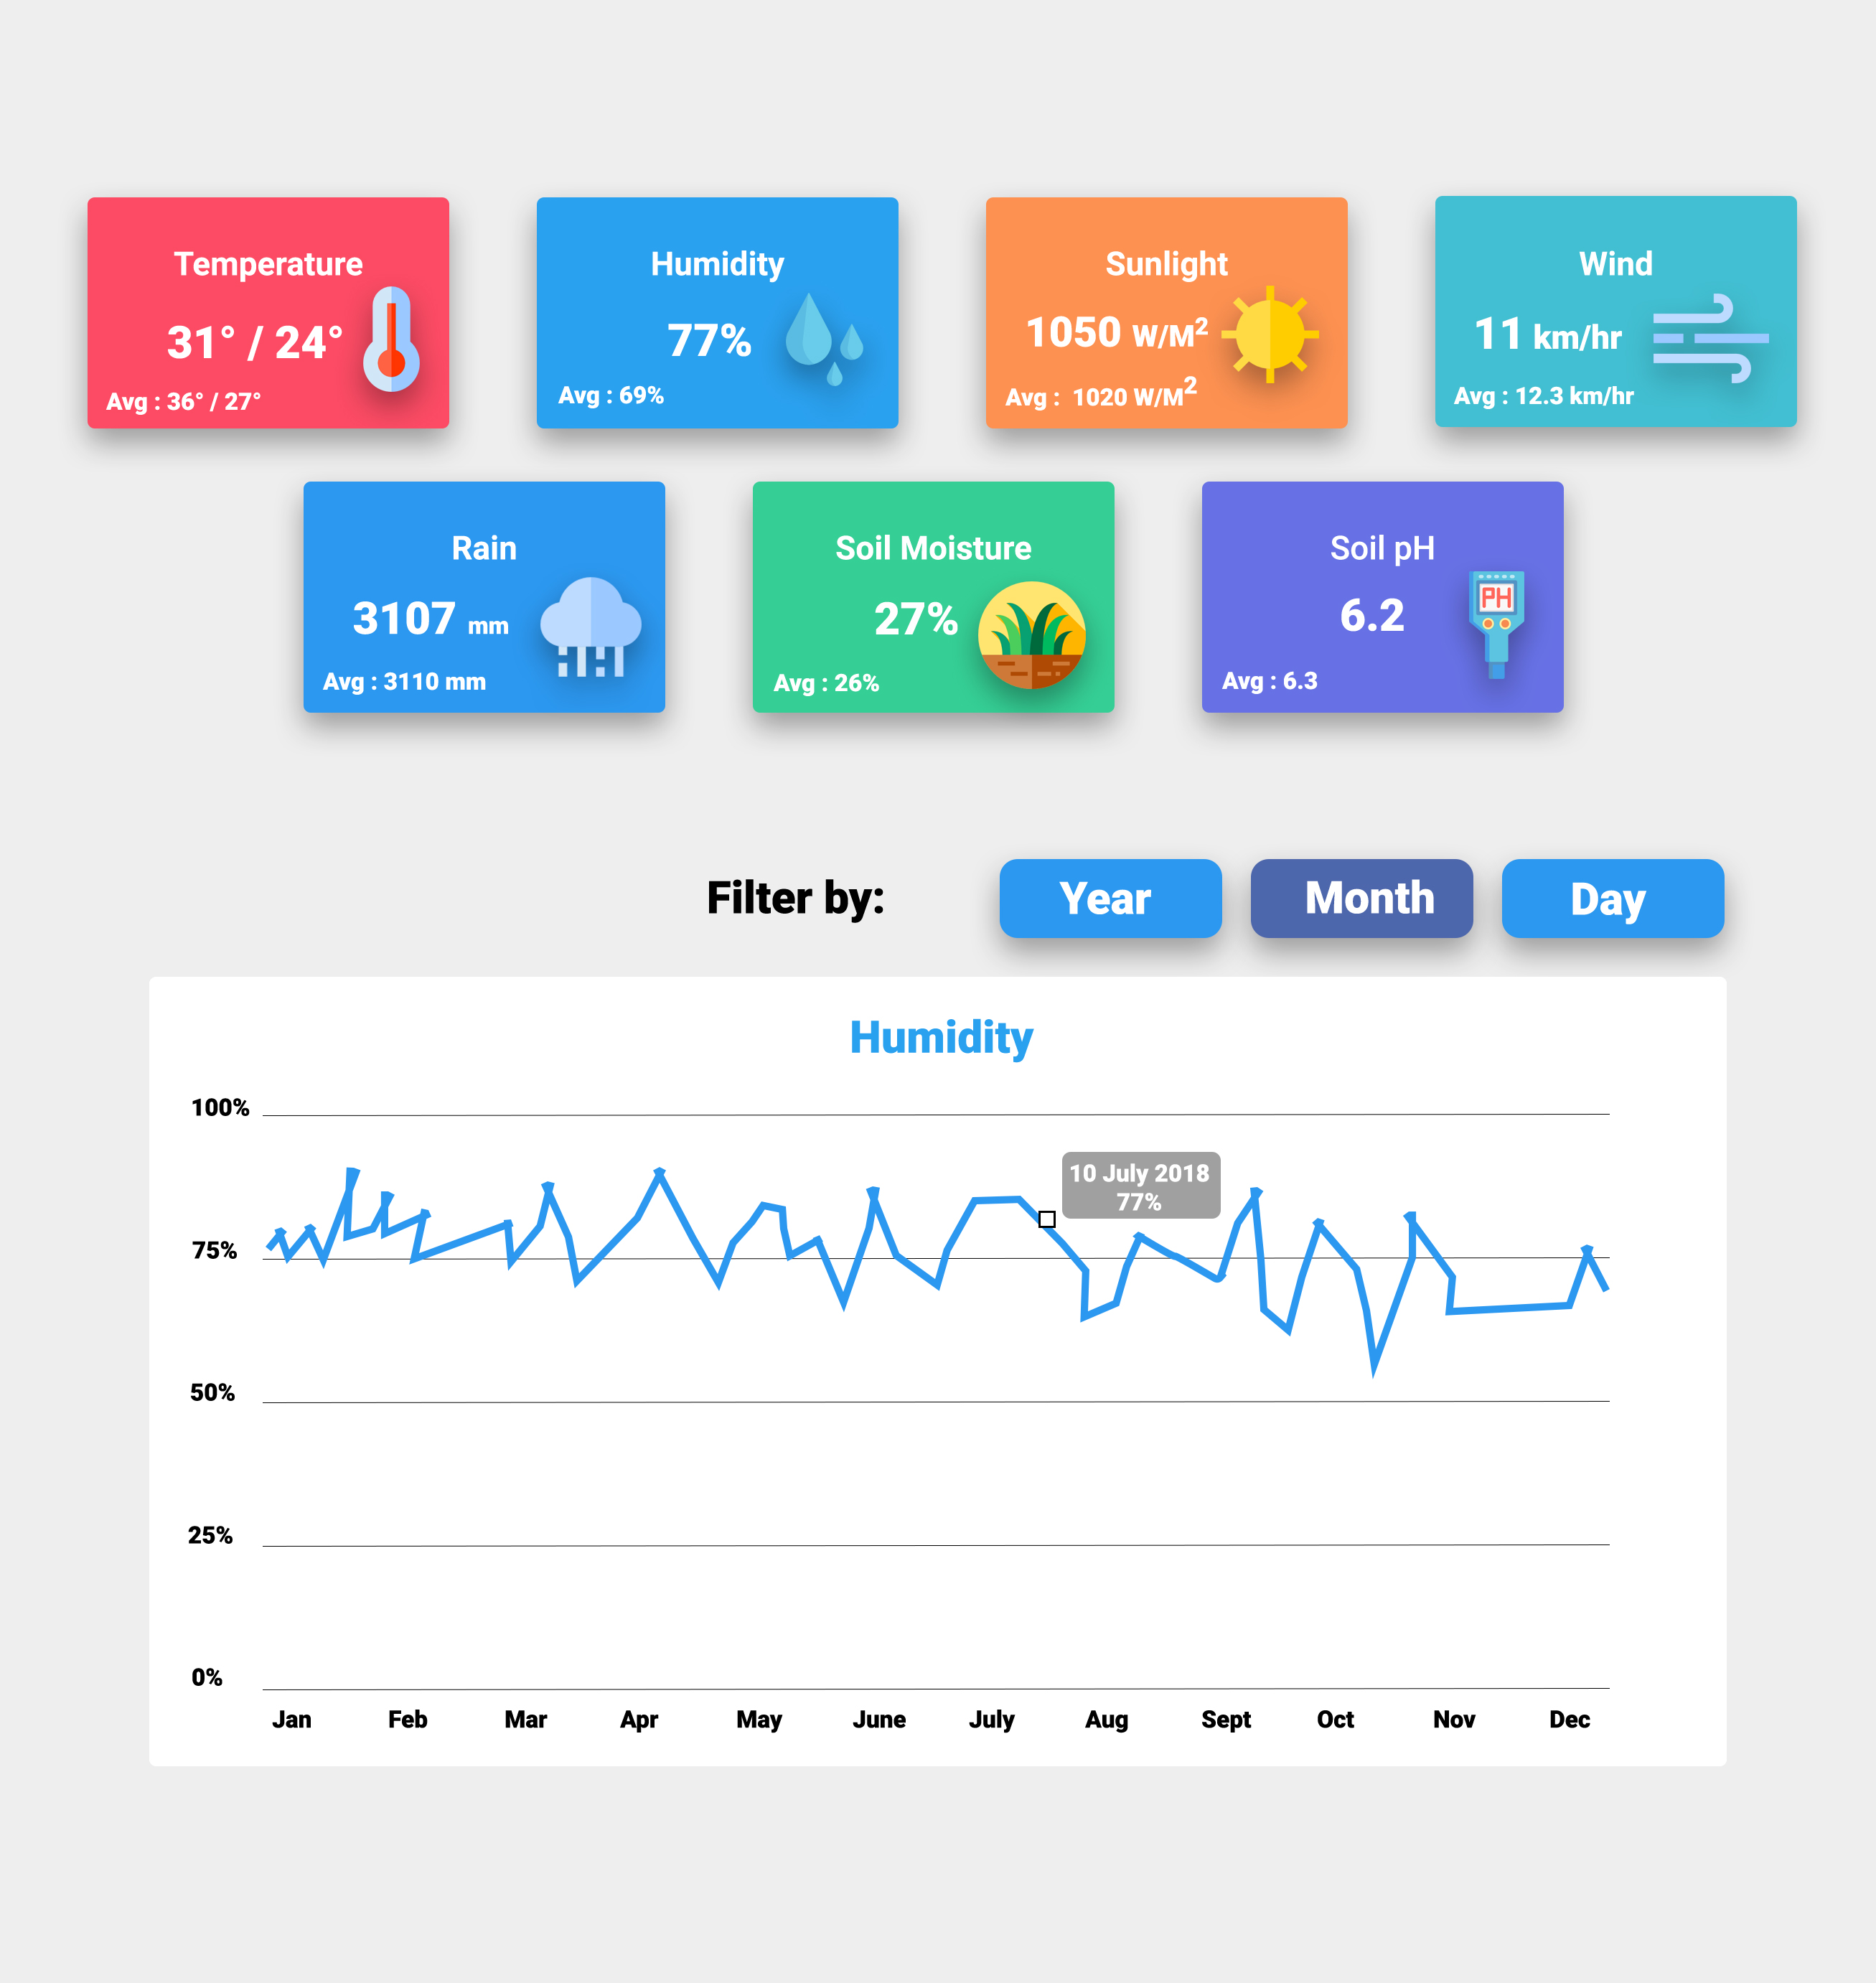 Temperature
31° / 24°
Avg : 36° / 27°
Humidity
77%
Avg : 69%
Sunlight
1050 W/M²
Avg :  1020 W/M²
Wind
11 km/hr
Avg : 12.3 km/hr
Rain
3107 mm
Avg : 3110 mm
Soil Moisture
27%
Avg : 26%
Soil pH
6.2
PH
Avg : 6.3
Filter by:
Year
Month
Day
Humidity
100%
10 July 2018
77%
75%
50%
25%
0%
Jan Feb Mar Apr May June July Aug Sept Oct Nov Dec